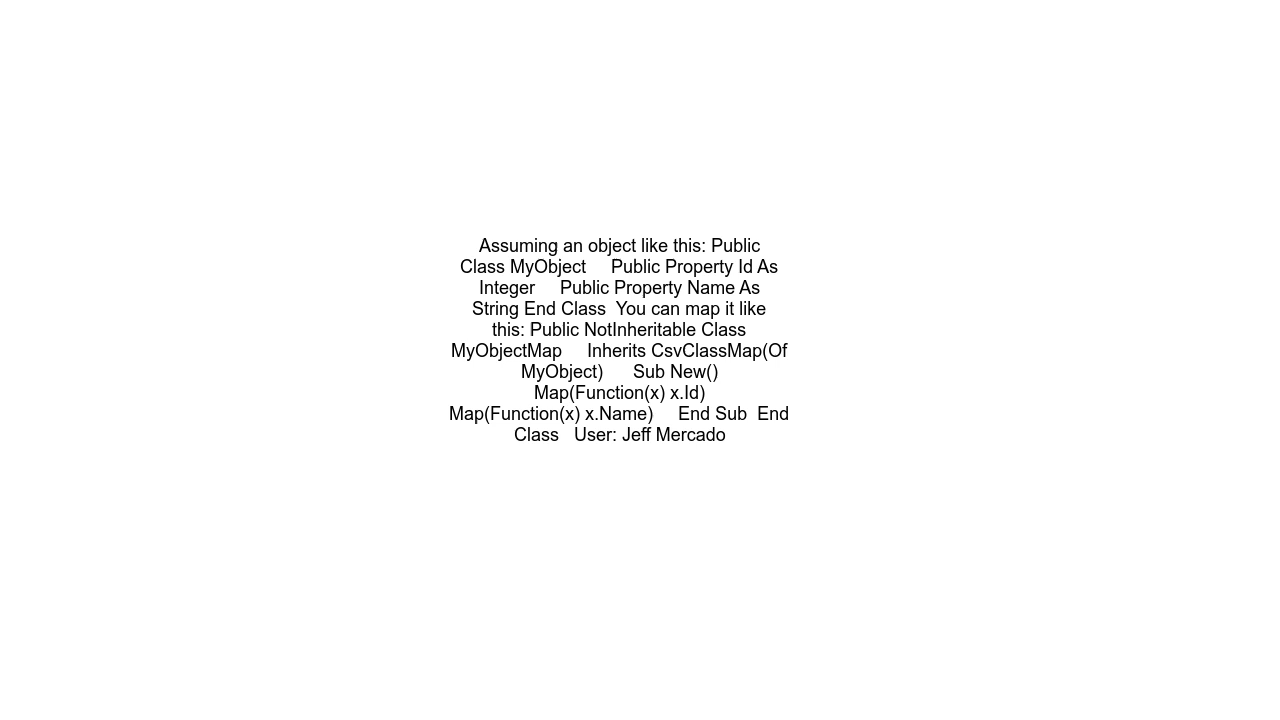 Assuming an object like this: Public
Class MyObject     Public Property Id As
Integer     Public Property Name As
String End Class  You can map it like
this: Public NotInheritable Class
MyObjectMap     Inherits CsvClassMap(Of
MyObject)      Sub New()
Map(Function(x) x.Id)
Map(Function(x) x.Name)     End Sub  End
Class   User: Jeff Mercado